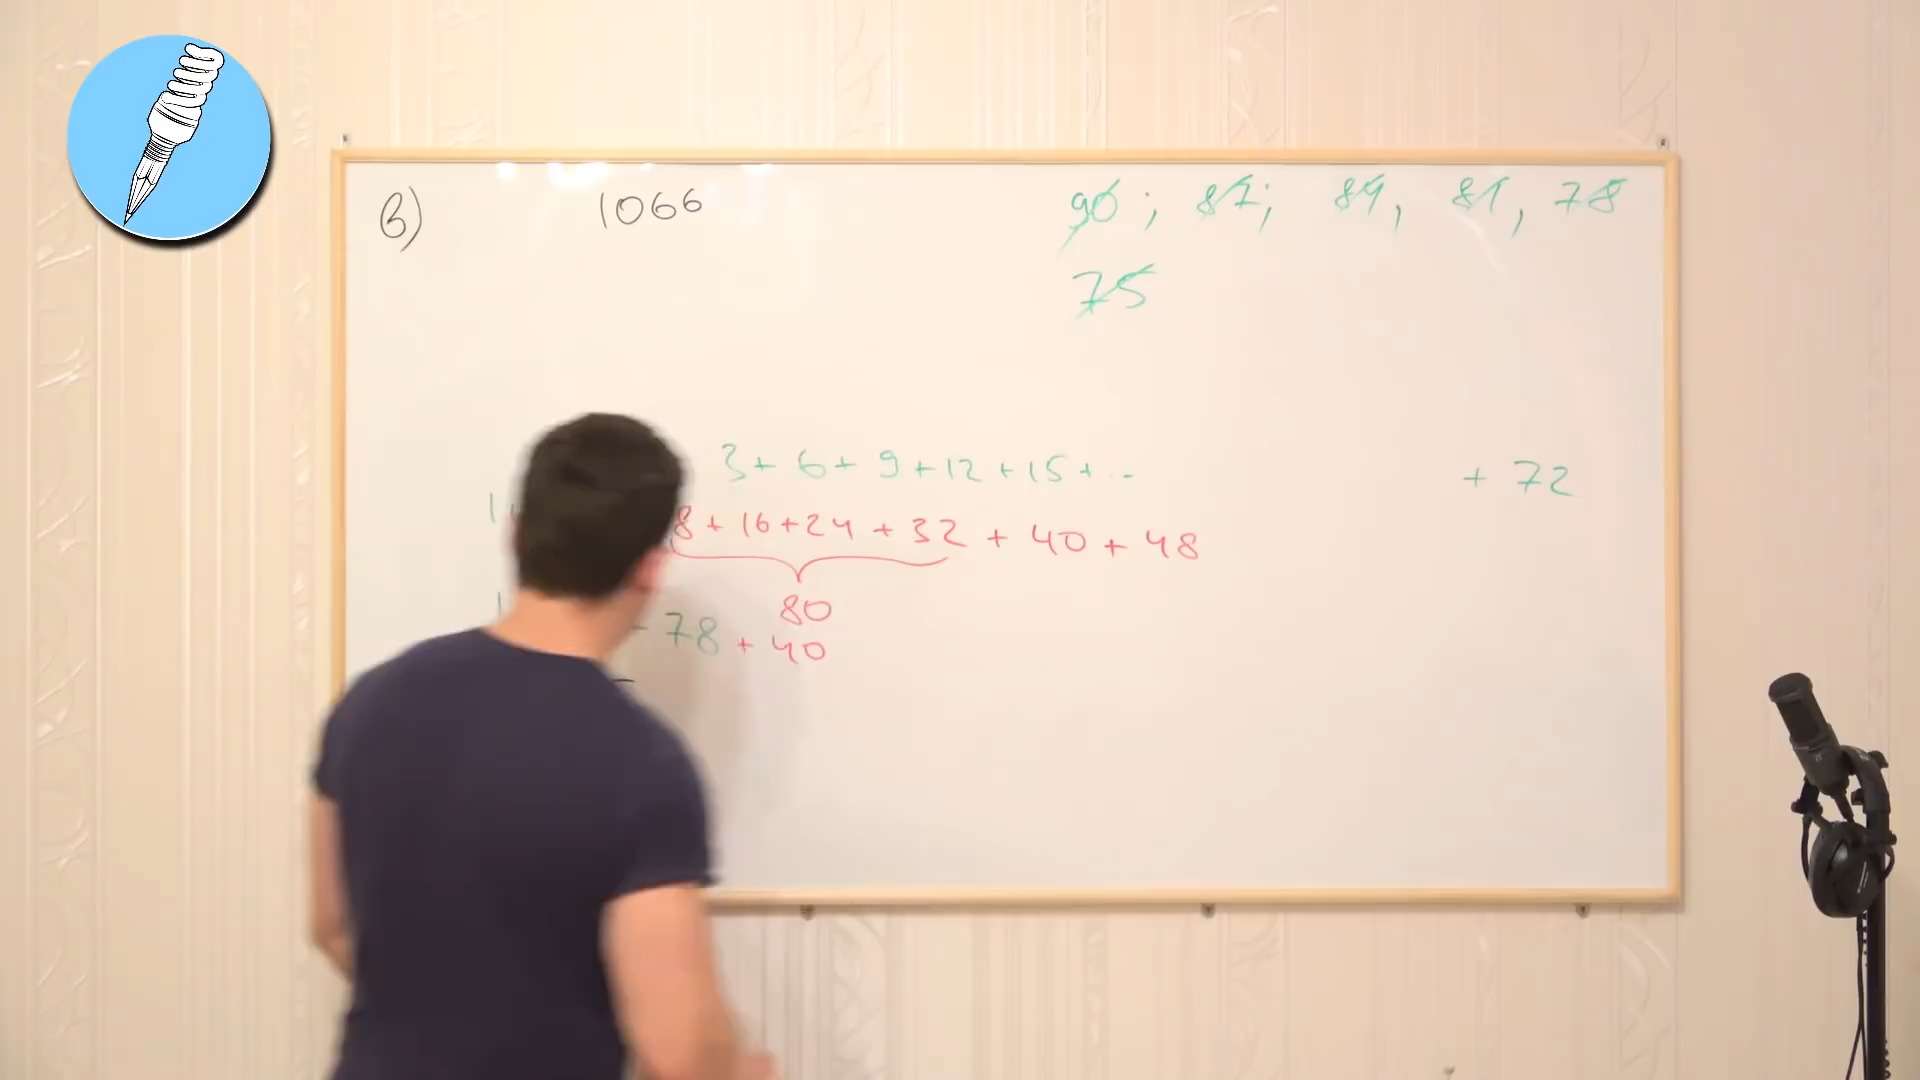 в) 1066 90 ; 87; 84, 81, 78
75
3 + 6 + 9 + 12 + 15 + ... + 72
8 + 16 + 24 + 32 + 40 + 48
80
78 + 40